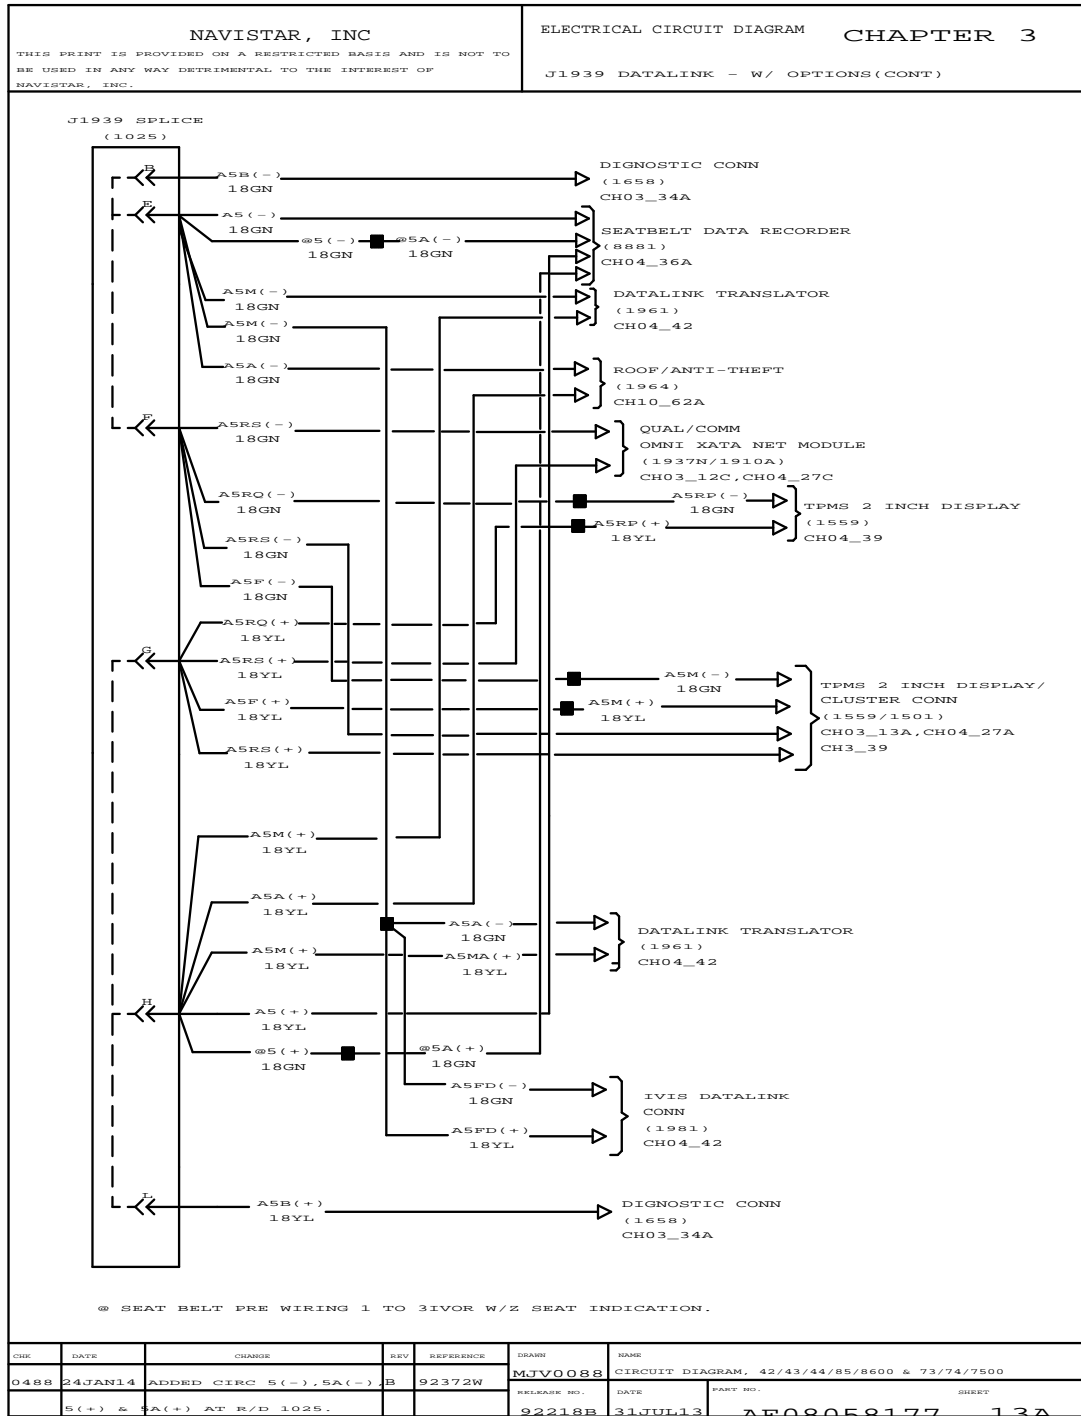 NAVISTAR, INC
THIS PRINT IS PROVIDED ON A RESTRICTED BASIS AND IS NOT TO
BE USED IN ANY WAY DETRIMENTAL TO THE INTEREST OF
NAVISTAR, INC.
ELECTRICAL CIRCUIT DIAGRAM CHAPTER 3
J1939 DATALINK - W/ OPTIONS(CONT)
J1939 SPLICE
(1025)
B
A5B(-)
18GN
DIGNOSTIC CONN
(1658)
CH03_34A
E
A5(-)
18GN
@5(-)
18GN
@5A(-)
18GN
SEATBELT DATA RECORDER
(8881)
CH04_36A
A5M(-)
18GN
DATALINK TRANSLATOR
(1961)
CH04_42
A5M(-)
18GN
A5A(-)
18GN
ROOF/ANTI-THEFT
(1964)
CH10_62A
F
A5RS(-)
18GN
QUAL/COMM
OMNI XATA NET MODULE
(1937N/1910A)
CH03_12C,CH04_27C
A5RQ(-)
18GN
A5RP(-)
18GN
A5RP(+)
18YL
TPMS 2 INCH DISPLAY
(1559)
CH04_39
A5RS(-)
18GN
A5F(-)
18GN
A5RQ(+)
18YL
G
A5RS(+)
18YL
A5M(-)
18GN
A5F(+)
18YL
A5M(+)
18YL
TPMS 2 INCH DISPLAY/
CLUSTER CONN
(1559/1501)
CH03_13A,CH04_27A
CH3_39
A5RS(+)
18YL
A5M(+)
18YL
A5A(+)
18YL
A5A(-)
18GN
DATALINK TRANSLATOR
(1961)
CH04_42
A5M(+)
18YL
A5MA(+)
18YL
H
A5(+)
18YL
@5(+)
18GN
@5A(+)
18GN
A5FD(-)
18GN
IVIS DATALINK
CONN
(1981)
CH04_42
A5FD(+)
18YL
L
A5B(+)
18YL
DIGNOSTIC CONN
(1658)
CH03_34A
@ SEAT BELT PRE WIRING 1 TO 3IVOR W/Z SEAT INDICATION.
CHK DATE CHANGE REV REFERENCE DRAWN NAME
0488 24JAN14 ADDED CIRC 5(-),5A(-), B 92372W MJV0088 CIRCUIT DIAGRAM, 42/43/44/85/8600 & 73/74/7500
RELEASE NO. DATE PART NO. SHEET
5(+) & 5A(+) AT R/D 1025. 92218B 31JUL13 AF08058177 13A